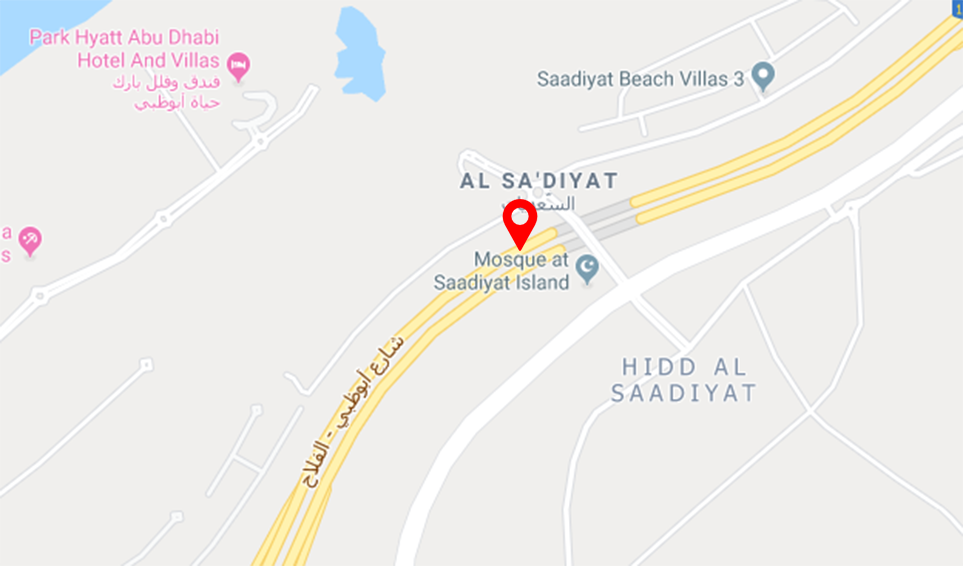 Park Hyatt Abu Dhabi
Hotel And Villas
فندق وفلل بارك
حياة أبوظبي
Saadiyat Beach Villas 3
1
AL SA'DIYAT
a
s
Mosque at
Saadiyat Island
شارع أبوظبي - الفلاح
HIDD AL
SAADIYAT